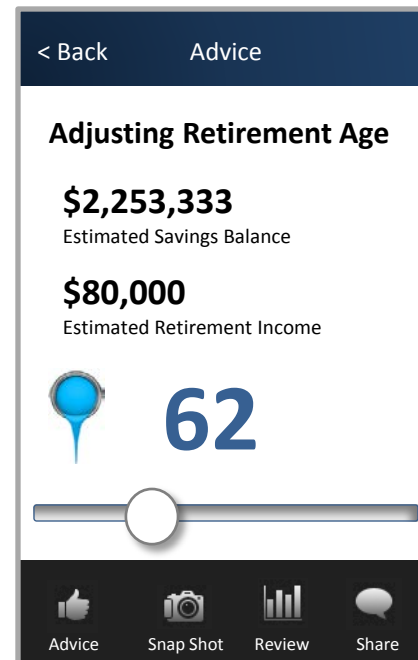 < Back Advice
Adjusting Retirement Age
$2,253,333
Estimated Savings Balance
$80,000
Estimated Retirement Income
62
Advice Snap Shot Review Share